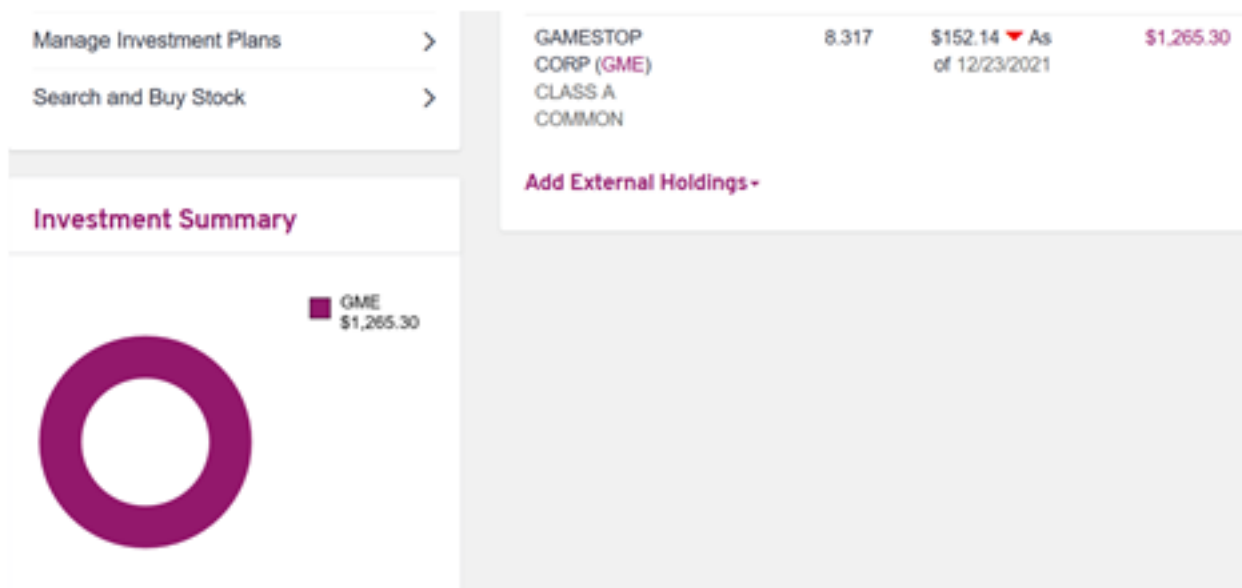 Manage Investment Plans
Search and Buy Stock
Investment Summary
GME
$1,265.30
GAMESTOP 8.317 $152.14 As $1,265.30
CORP (GME) of 12/23/2021
CLASS A
COMMON
Add External Holdings